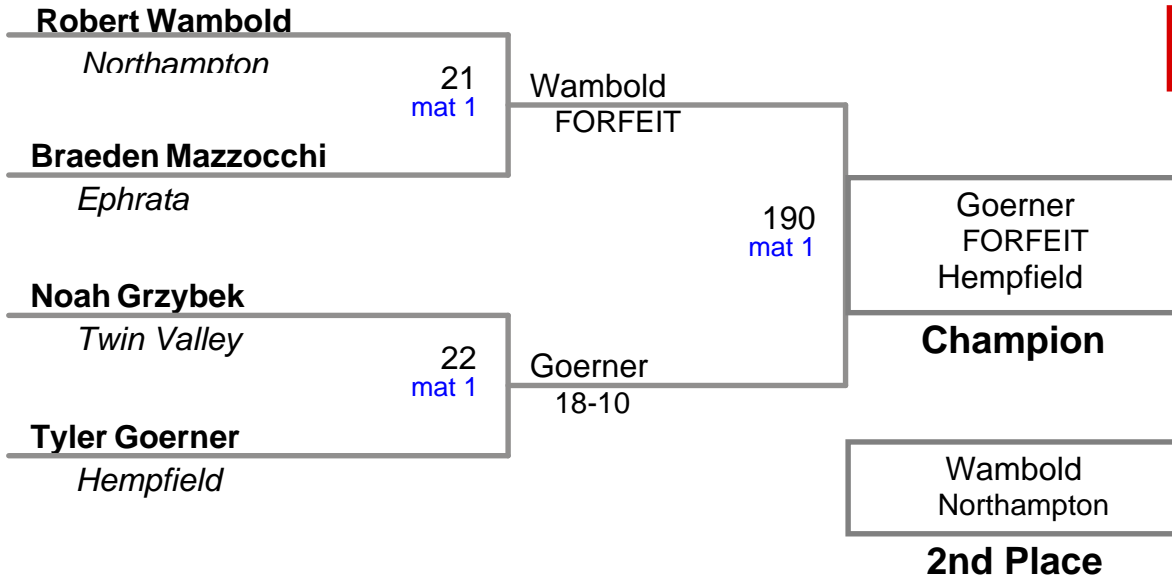 Robert Wambold
Northampton
21
mat 1
Wambold
FORFEIT
Braeden Mazzocchi
Ephrata
190
mat 1
Goerner
FORFEIT
Hempfield
Champion
Noah Grzybek
Twin Valley
22
mat 1
Goerner
18-10
Tyler Goerner
Hempfield
Wambold
Northampton
2nd Place